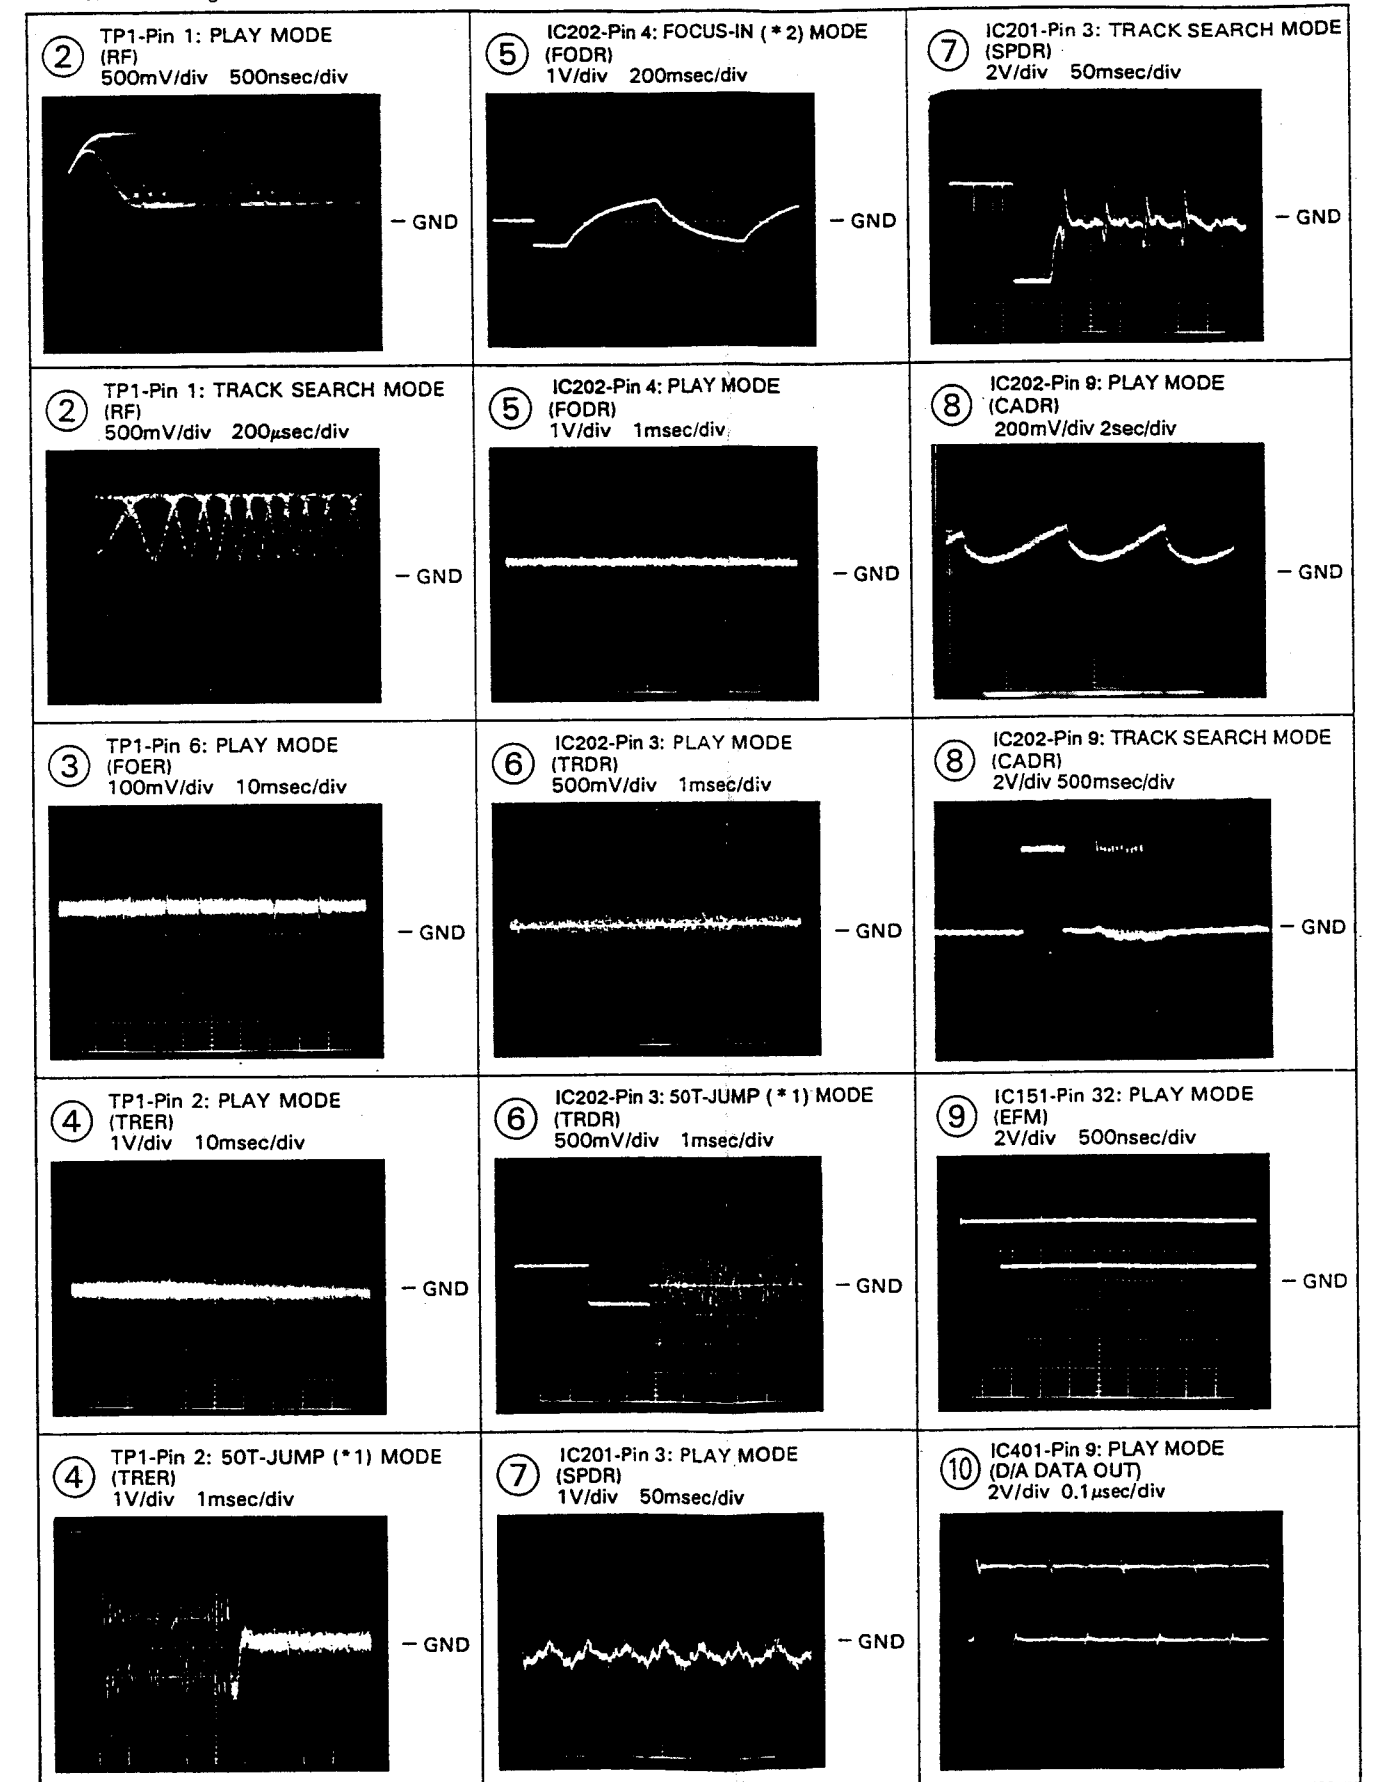 ② TP1-Pin 1: PLAY MODE
(RF)
500mV/div 500nsec/div
– GND
② TP1-Pin 1: TRACK SEARCH MODE
(RF)
500mV/div 200μsec/div
– GND
③ TP1-Pin 6: PLAY MODE
(FOER)
100mV/div 10msec/div
– GND
④ TP1-Pin 2: PLAY MODE
(TRER)
1V/div 10msec/div
– GND
④ TP1-Pin 2: 50T-JUMP (*1) MODE
(TRER)
1V/div 1msec/div
– GND
⑤ IC202-Pin 4: FOCUS-IN (*2) MODE
(FODR)
1V/div 200msec/div
– GND
⑤ IC202-Pin 4: PLAY MODE
(FODR)
1V/div 1msec/div
– GND
⑥ IC202-Pin 3: PLAY MODE
(TRDR)
500mV/div 1msec/div
– GND
⑥ IC202-Pin 3: 50T-JUMP (*1) MODE
(TRDR)
500mV/div 1msec/div
– GND
⑦ IC201-Pin 3: PLAY MODE
(SPDR)
1V/div 50msec/div
– GND
⑦ IC201-Pin 3: TRACK SEARCH MODE
(SPDR)
2V/div 50msec/div
– GND
⑧ IC202-Pin 9: PLAY MODE
(CADR)
200mV/div 2sec/div
– GND
⑧ IC202-Pin 9: TRACK SEARCH MODE
(CADR)
2V/div 500msec/div
– GND
⑨ IC151-Pin 32: PLAY MODE
(EFM)
2V/div 500nsec/div
– GND
⑩ IC401-Pin 9: PLAY MODE
(D/A DATA OUT)
2V/div 0.1μsec/div